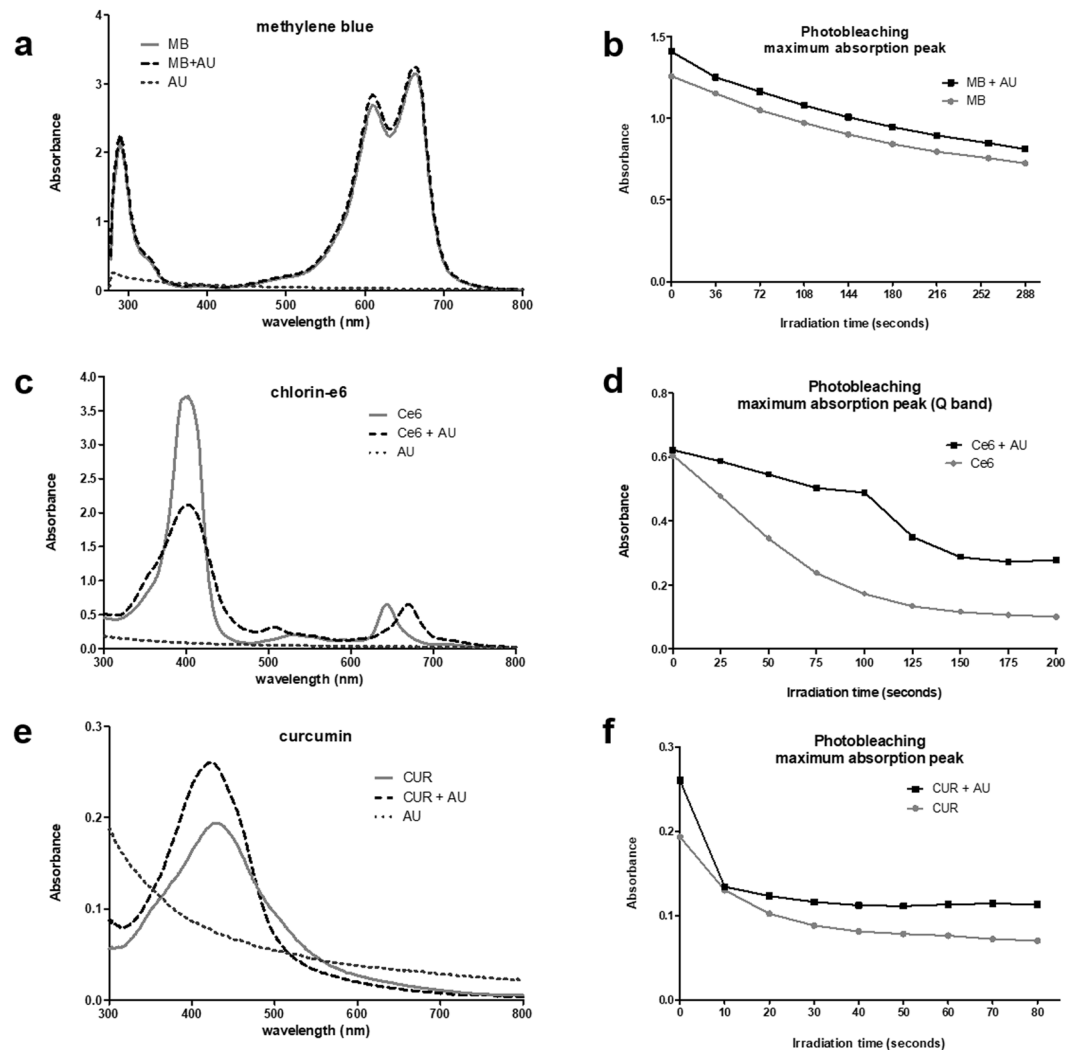 a
methylene blue
MB
MB+AU
AU
4
3
2
1
0
Absorbance
300 400 500 600 700 800
wavelength (nm)
b
Photobleaching
maximum absorption peak
MB + AU
MB
1.5
1.0
0.5
0.0
Absorbance
0 36 72 108 144 180 216 252 288
Irradiation time (seconds)
c
chlorin-e6
Ce6
Ce6 + AU
AU
4.0
3.5
3.0
2.5
2.0
1.5
1.0
0.5
0.0
Absorbance
300 400 500 600 700 800
wavelength (nm)
d
Photobleaching
maximum absorption peak (Q band)
Ce6 + AU
Ce6
0.8
0.6
0.4
0.2
0.0
Absorbance
0 25 50 75 100 125 150 175 200
Irradiation time (seconds)
e
curcumin
CUR
CUR + AU
AU
0.3
0.2
0.1
0.0
Absorbance
300 400 500 600 700 800
wavelength (nm)
f
Photobleaching
maximum absorption peak
CUR + AU
CUR
0.3
0.2
0.1
0.0
Absorbance
0 10 20 30 40 50 60 70 80
Irradiation time (seconds)